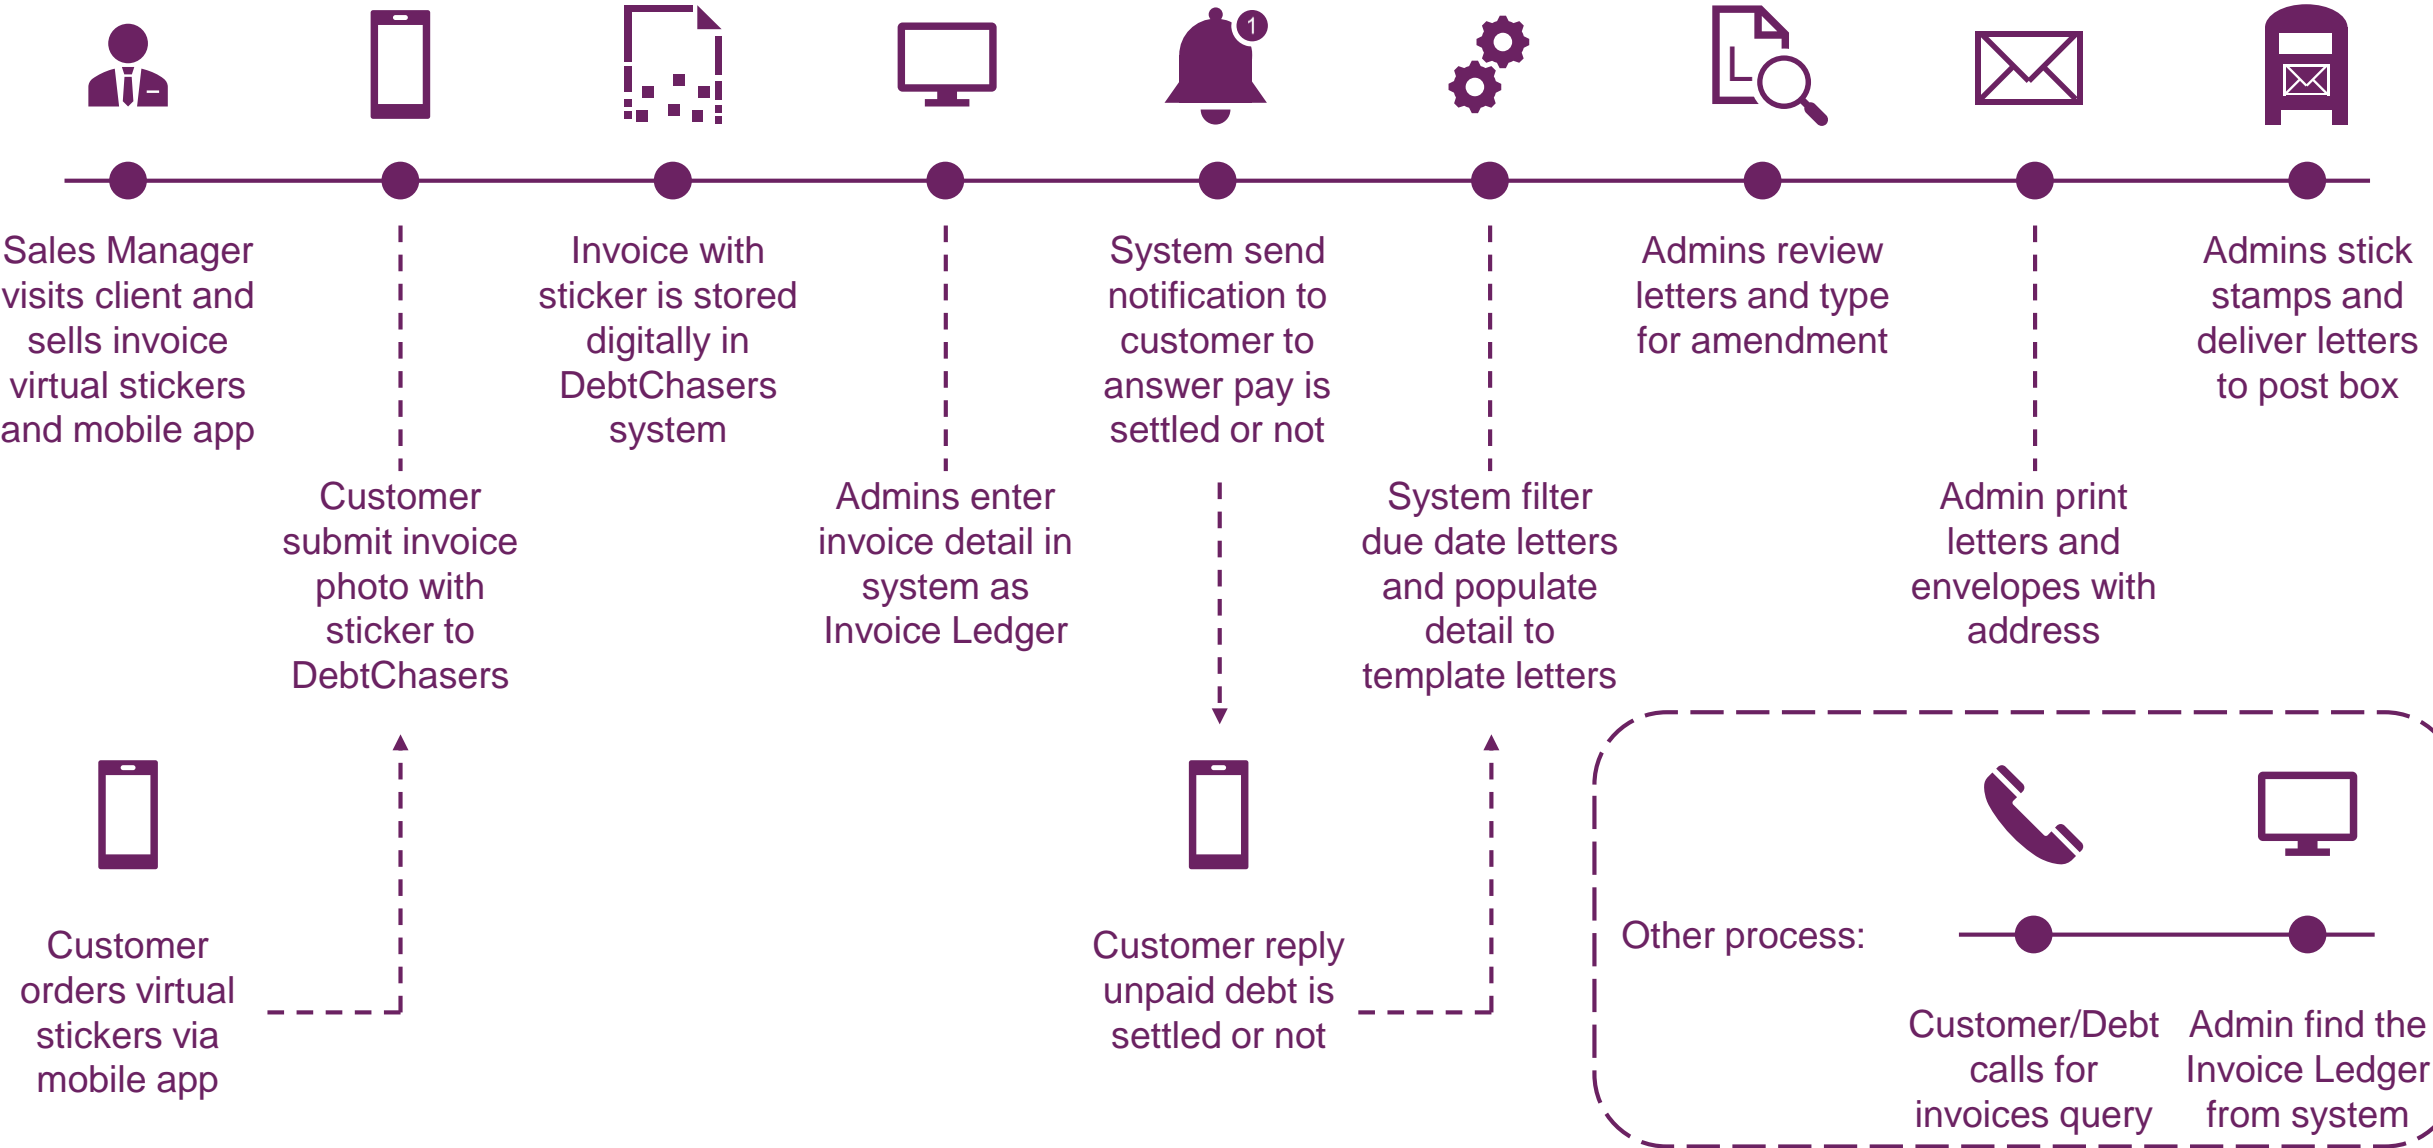 1
Sales Manager
visits client and
sells invoice
virtual stickers
and mobile app
Customer
submit invoice
photo with
sticker to
DebtChasers
Invoice with
sticker is stored
digitally in
DebtChasers
system
Admins enter
invoice detail in
system as
Invoice Ledger
System send
notification to
customer to
answer pay is
settled or not
System filter
due date letters
and populate
detail to
template letters
Admins review
letters and type
for amendment
Admin print
letters and
envelopes with
address
Admins stick
stamps and
deliver letters
to post box
Customer
orders virtual
stickers via
mobile app
Customer reply
unpaid debt is
settled or not
Other process:
Customer/Debt
calls for
invoices query
Admin find the
Invoice Ledger
from system